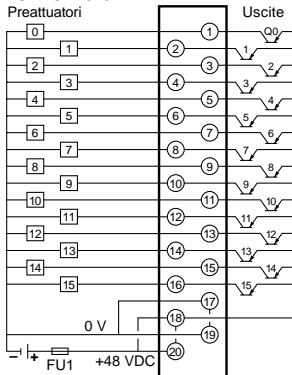 Preattuatori Uscite
0 1 Q0
1 2 1
2 3 2
3 4 3
4 5 4
5 6 5
6 7 6
7 8 7
8 9 8
9 10 9
10 11 10
11 12 11
12 13 12
13 14 13
14 15 14
15 16 15
17
18
0 V 19
20
– + FU1 +48 VDC